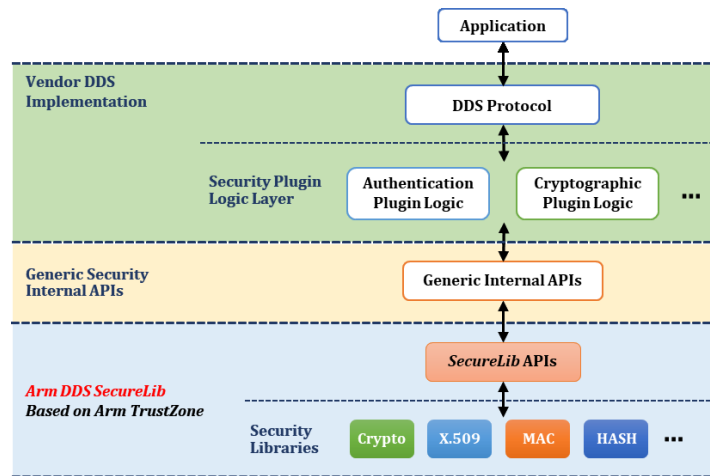 Application
Vendor DDS
Implementation
DDS Protocol
Security Plugin
Logic Layer
Authentication
Plugin Logic
Cryptographic
Plugin Logic
...
Generic Security
Internal APIs
Generic Internal APIs
SecureLib APIs
Arm DDS SecureLib
Based on Arm TrustZone
Security
Libraries
Crypto
X.509
MAC
HASH
...